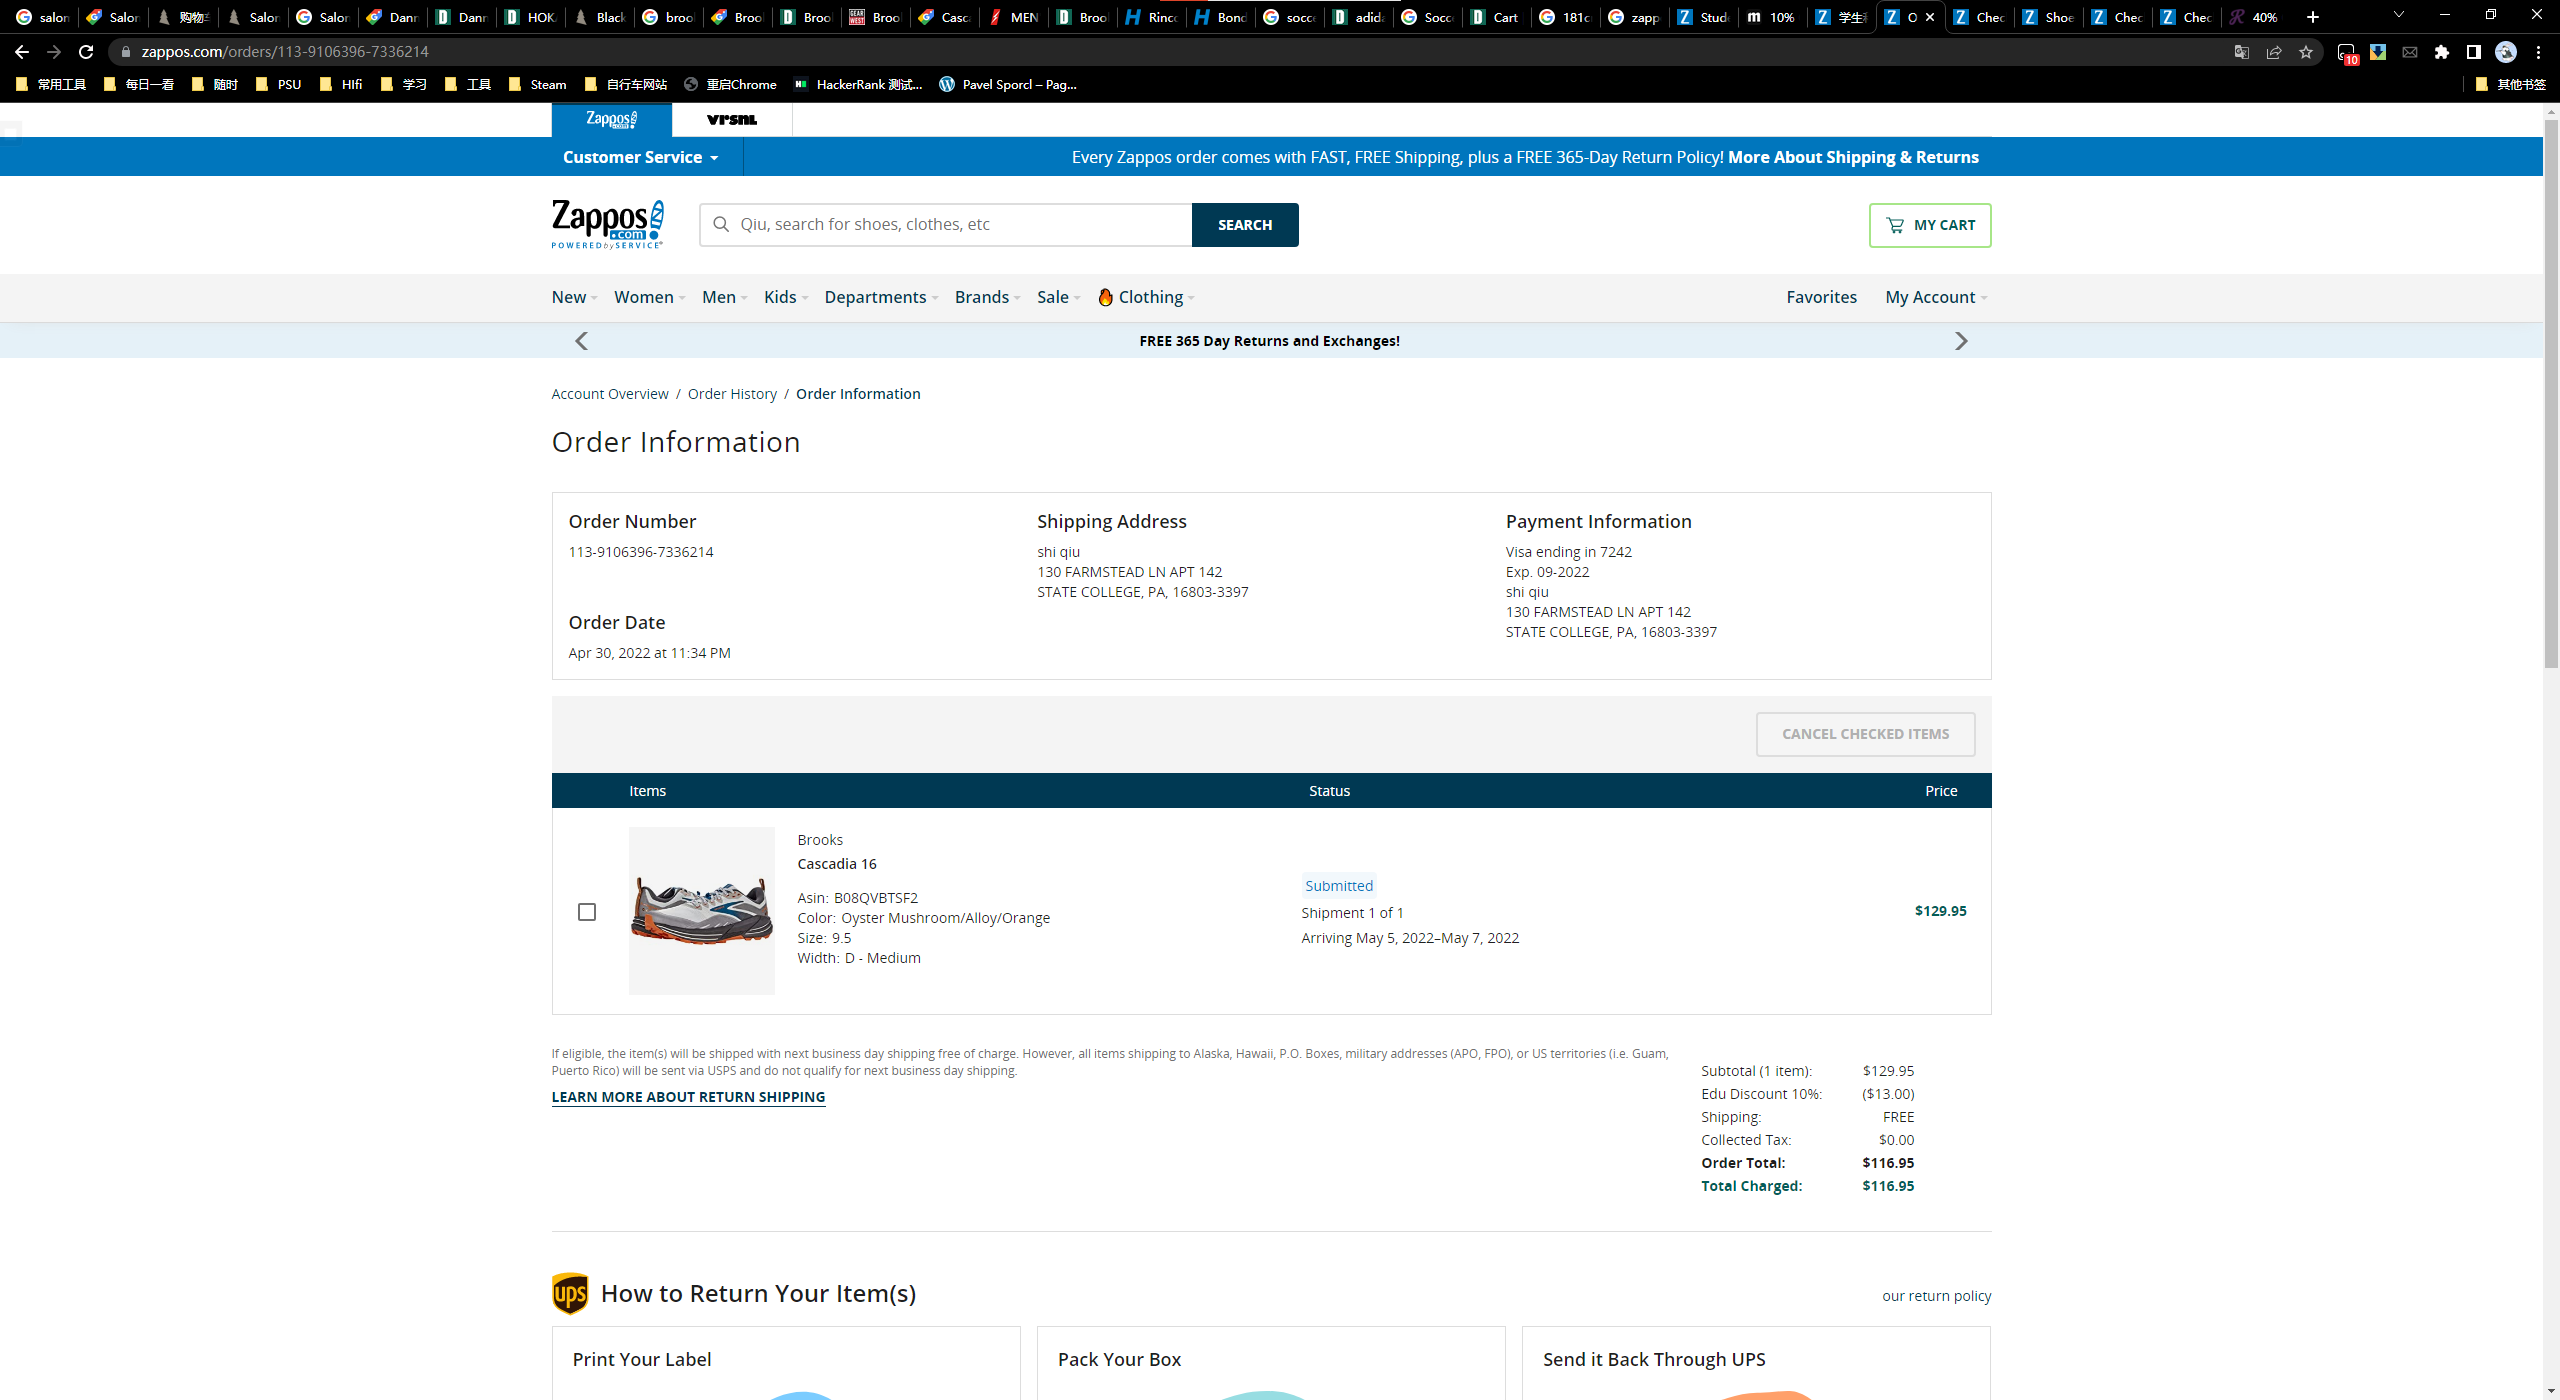 salon
Salon
购物
Salon
Salon
Dann
Dann
HOK
Black
broo
Brool
Brool
Brool
Casca
MEN
Brool
Rinco
Bond
socce
adida
Socce
Cart
181c
zapp
Stud
10%
学生
O
Chec
Shoe
Chec
Chec
40%
zappos.com/orders/113-9106396-7336214
10
常用工具 每日一看 随时 PSU HIfi 学习 工具 Steam 自行车网站 重启Chrome HackerRank 测试... Pavel Sporcl – Pag... 其他书签
Zappos .com
vrsnl
Customer Service
Every Zappos order comes with FAST, FREE Shipping, plus a FREE 365-Day Return Policy! More About Shipping & Returns
Zappos .com
POWERED by SERVICE
Qiu, search for shoes, clothes, etc
SEARCH
MY CART
New Women Men Kids Departments Brands Sale Clothing Favorites My Account
FREE 365 Day Returns and Exchanges!
Account Overview / Order History / Order Information
Order Information
Order Number
113-9106396-7336214
Order Date
Apr 30, 2022 at 11:34 PM
Shipping Address
shi qiu
130 FARMSTEAD LN APT 142
STATE COLLEGE, PA, 16803-3397
Payment Information
Visa ending in 7242
Exp. 09-2022
shi qiu
130 FARMSTEAD LN APT 142
STATE COLLEGE, PA, 16803-3397
CANCEL CHECKED ITEMS
Items Status Price
Brooks
Cascadia 16
Asin: B08QVBTSF2
Color: Oyster Mushroom/Alloy/Orange
Size: 9.5
Width: D - Medium
Submitted
Shipment 1 of 1
Arriving May 5, 2022–May 7, 2022
$129.95
If eligible, the item(s) will be shipped with next business day shipping free of charge. However, all items shipping to Alaska, Hawaii, P.O. Boxes, military addresses (APO, FPO), or US territories (i.e. Guam,
Puerto Rico) will be sent via USPS and do not qualify for next business day shipping.
LEARN MORE ABOUT RETURN SHIPPING
Subtotal (1 item): $129.95
Edu Discount 10%: ($13.00)
Shipping: FREE
Collected Tax: $0.00
Order Total: $116.95
Total Charged: $116.95
ups
How to Return Your Item(s)
our return policy
Print Your Label
Pack Your Box
Send it Back Through UPS